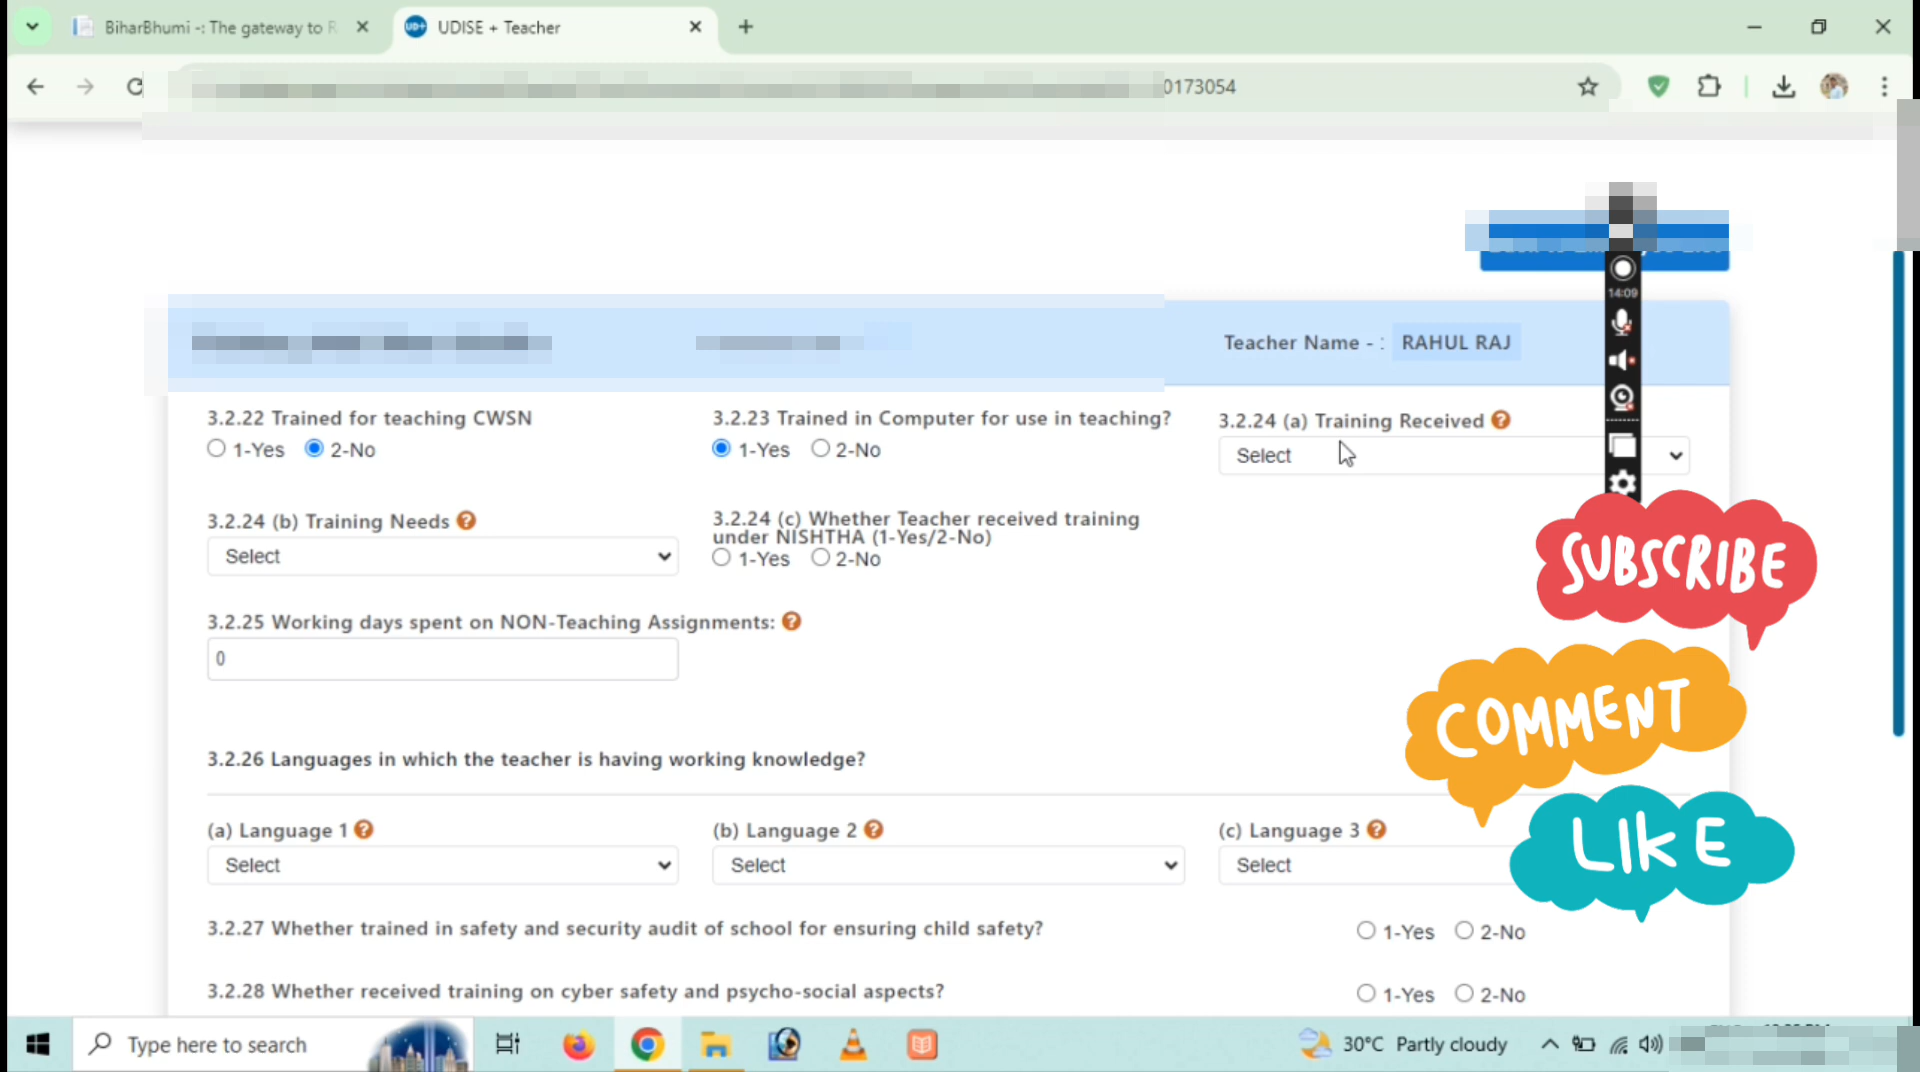 BiharBhumi -: The gateway to R
UDISE + Teacher
0173054
14:09
Teacher Name - : RAHUL RAJ
3.2.22 Trained for teaching CWSN
1-Yes 2-No
3.2.23 Trained in Computer for use in teaching?
1-Yes 2-No
3.2.24 (a) Training Received
Select
3.2.24 (b) Training Needs
Select
3.2.24 (c) Whether Teacher received training
under NISHTHA (1-Yes/2-No)
1-Yes 2-No
SUBSCRIBE
3.2.25 Working days spent on NON-Teaching Assignments:
0
COMMENT
3.2.26 Languages in which the teacher is having working knowledge?
(a) Language 1
Select
(b) Language 2
Select
(c) Language 3
Select
LIKE
3.2.27 Whether trained in safety and security audit of school for ensuring child safety?
1-Yes 2-No
3.2.28 Whether received training on cyber safety and psycho-social aspects?
1-Yes 2-No
Type here to search
30°C Partly cloudy